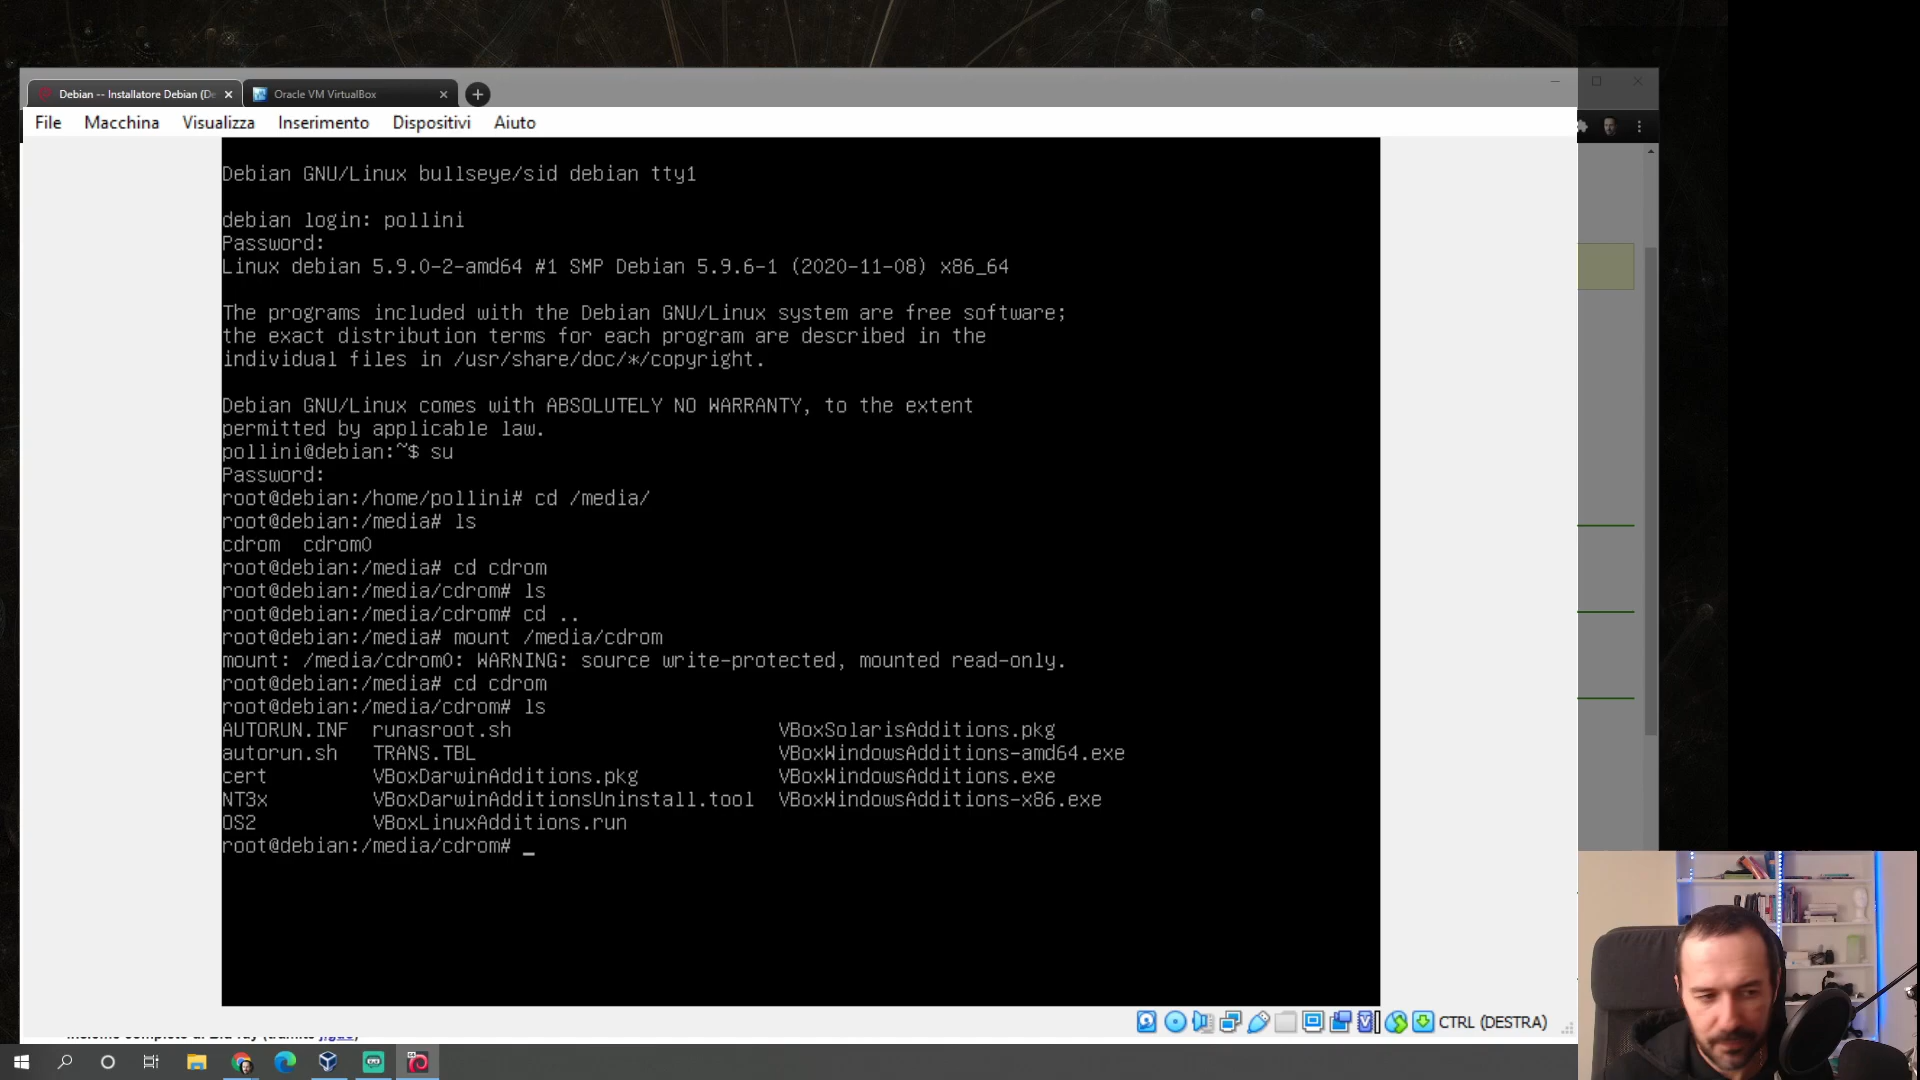 Debian -- Installatore Debian (De
Oracle VM VirtualBox
File Macchina Visualizza Inserimento Dispositivi Aiuto
Debian GNU/Linux bullseye/sid debian tty1
debian login: pollini
Password:
Linux debian 5.9.0-2-amd64 #1 SMP Debian 5.9.6-1 (2020-11-08) x86_64
The programs included with the Debian GNU/Linux system are free software;
the exact distribution terms for each program are described in the
individual files in /usr/share/doc/*/copyright.
Debian GNU/Linux comes with ABSOLUTELY NO WARRANTY, to the extent
permitted by applicable law.
pollini@debian:~$ su
Password:
root@debian:/home/pollini# cd /media/
root@debian:/media# ls
cdrom cdrom0
root@debian:/media# cd cdrom
root@debian:/media/cdrom# ls
root@debian:/media/cdrom# cd ..
root@debian:/media# mount /media/cdrom
mount: /media/cdrom0: WARNING: source write-protected, mounted read-only.
root@debian:/media# cd cdrom
root@debian:/media/cdrom# ls
AUTORUN.INF runasroot.sh VBoxSolarisAdditions.pkg
autorun.sh TRANS.TBL VBoxWindowsAdditions-amd64.exe
cert VBoxDarwinAdditions.pkg VBoxWindowsAdditions.exe
NT3x VBoxDarwinAdditionsUninstall.tool VBoxWindowsAdditions-x86.exe
OS2 VBoxLinuxAdditions.run
root@debian:/media/cdrom# _
CTRL (DESTRA)